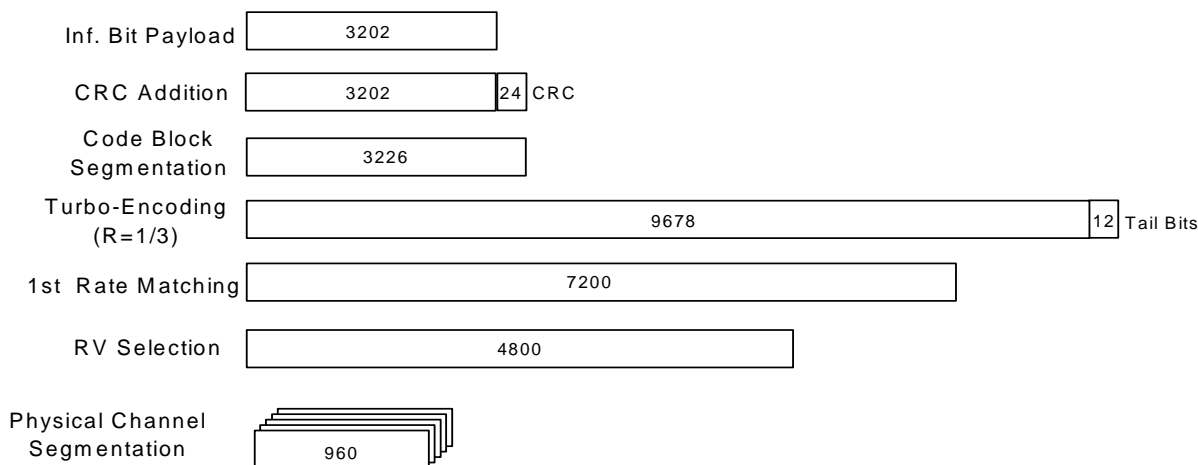 Inf. Bit Payload
3202
CRC Addition
3202
24
CRC
Code Block
Segmentation
3226
Turbo-Encoding
(R=1/3)
9678
12
Tail Bits
1st Rate Matching
7200
RV Selection
4800
Physical Channel
Segmentation
960